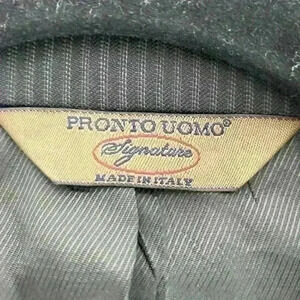 PRONTO UOMO®
Signature
MADE IN ITALY